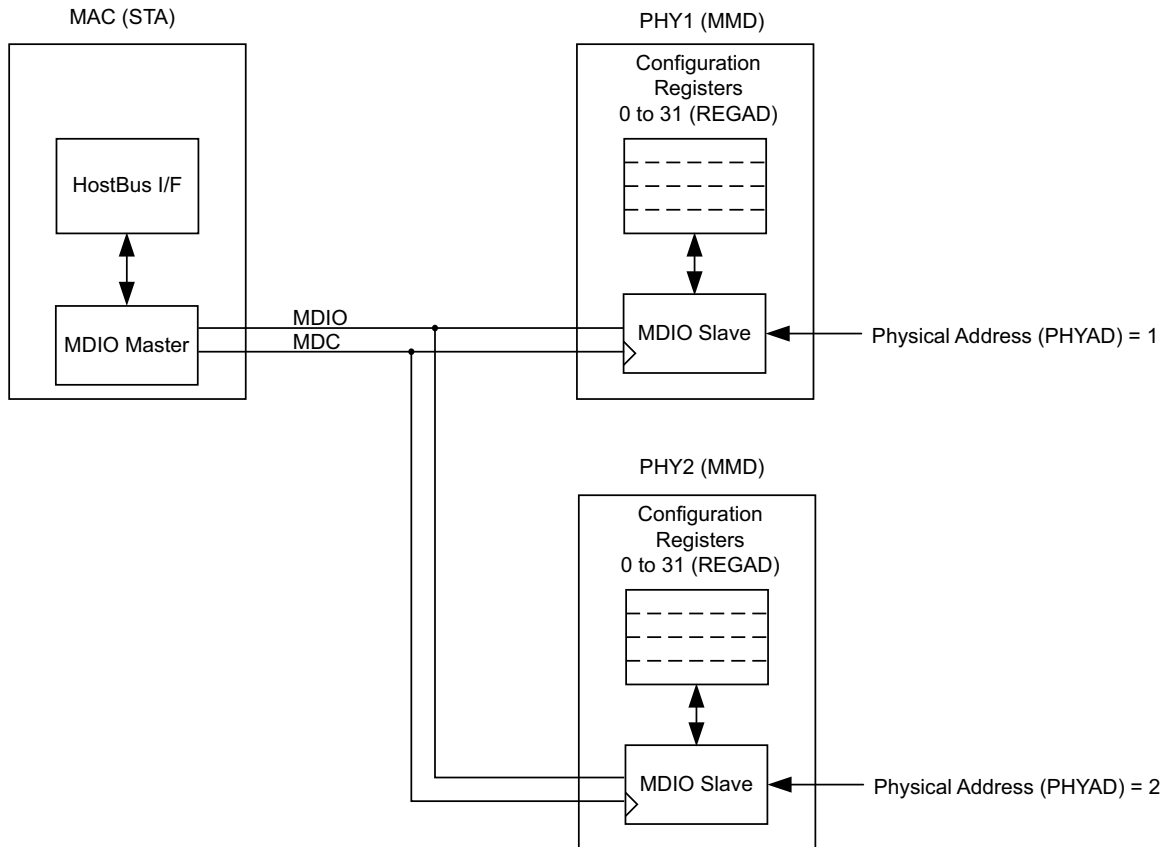 MAC (STA)
HostBus I/F
MDIO Master
MDIO
MDC
PHY1 (MMD)
Configuration
Registers
0 to 31 (REGAD)
MDIO Slave
Physical Address (PHYAD) = 1
PHY2 (MMD)
Configuration
Registers
0 to 31 (REGAD)
MDIO Slave
Physical Address (PHYAD) = 2